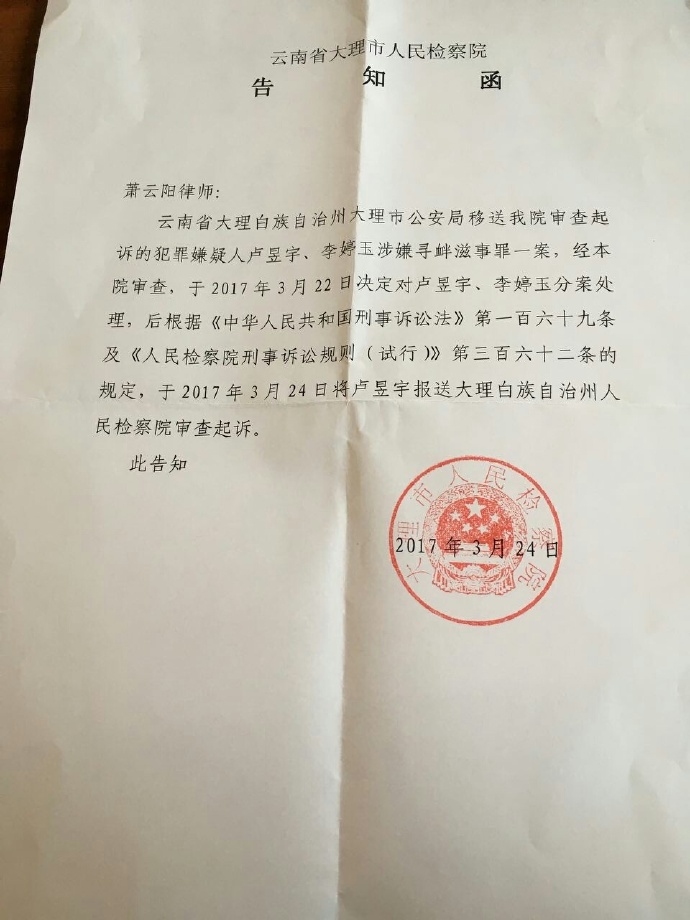 云南省大理市人民检察院
告知函
萧云阳律师：
云南省大理白族自治州大理市公安局移送我院审查起
诉的犯罪嫌疑人卢昱宇、李婷玉涉嫌寻衅滋事罪一案，经本
院审查，于2017年3月22日决定对卢昱宇、李婷玉分案处
理，后根据《中华人民共和国刑事诉讼法》第一百六十九条
及《人民检察院刑事诉讼规则（试行）》第三百六十二条的
规定，于2017年3月24日将卢昱宇报送大理白族自治州人
民检察院审查起诉。
此告知
大理市人民检察院
2017年3月24日